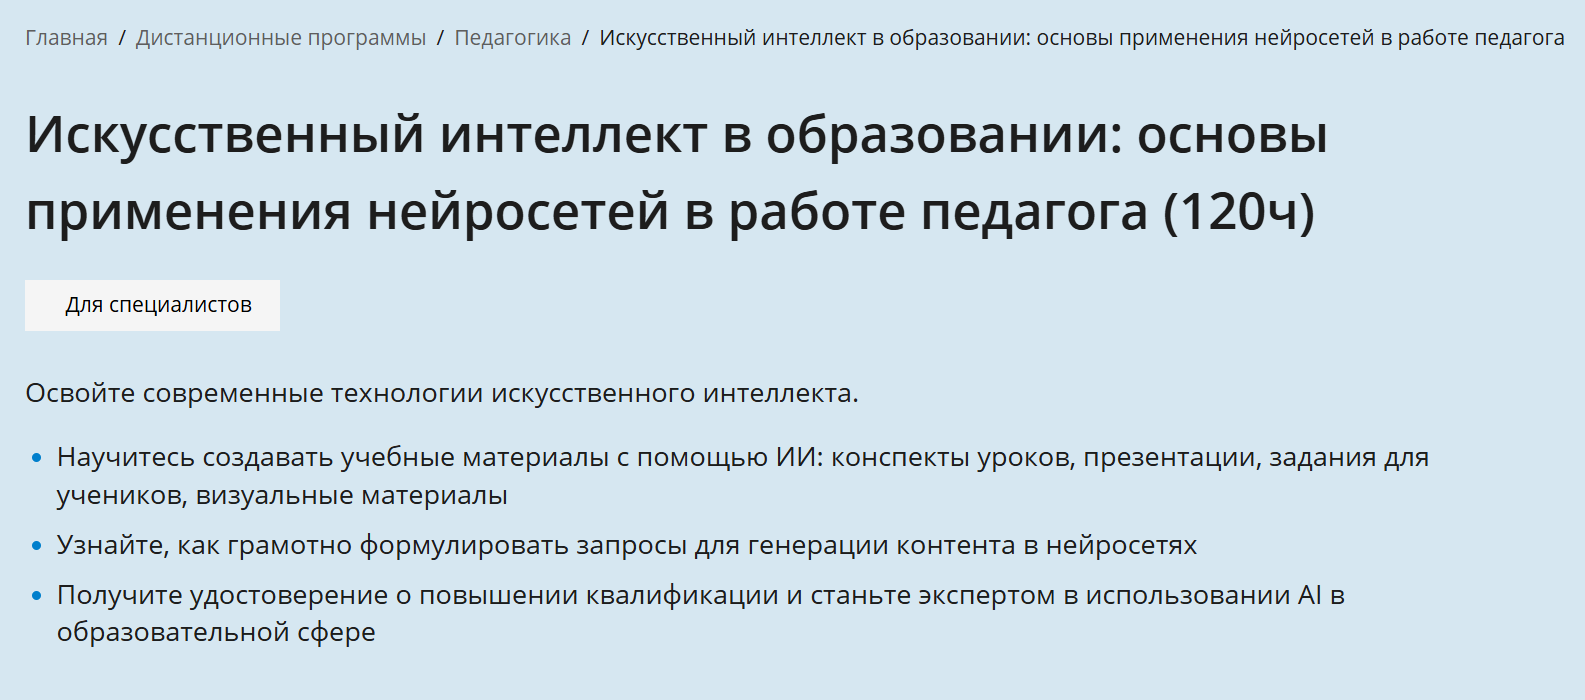 Главная / Дистанционные программы / Педагогика / Искусственный интеллект в образовании: основы применения нейросетей в работе педагога
Искусственный интеллект в образовании: основы
применения нейросетей в работе педагога (120ч)
Для специалистов
Освойте современные технологии искусственного интеллекта.
• Научитесь создавать учебные материалы с помощью ИИ: конспекты уроков, презентации, задания для
учеников, визуальные материалы
• Узнайте, как грамотно формулировать запросы для генерации контента в нейросетях
• Получите удостоверение о повышении квалификации и станьте экспертом в использовании AI в
образовательной сфере